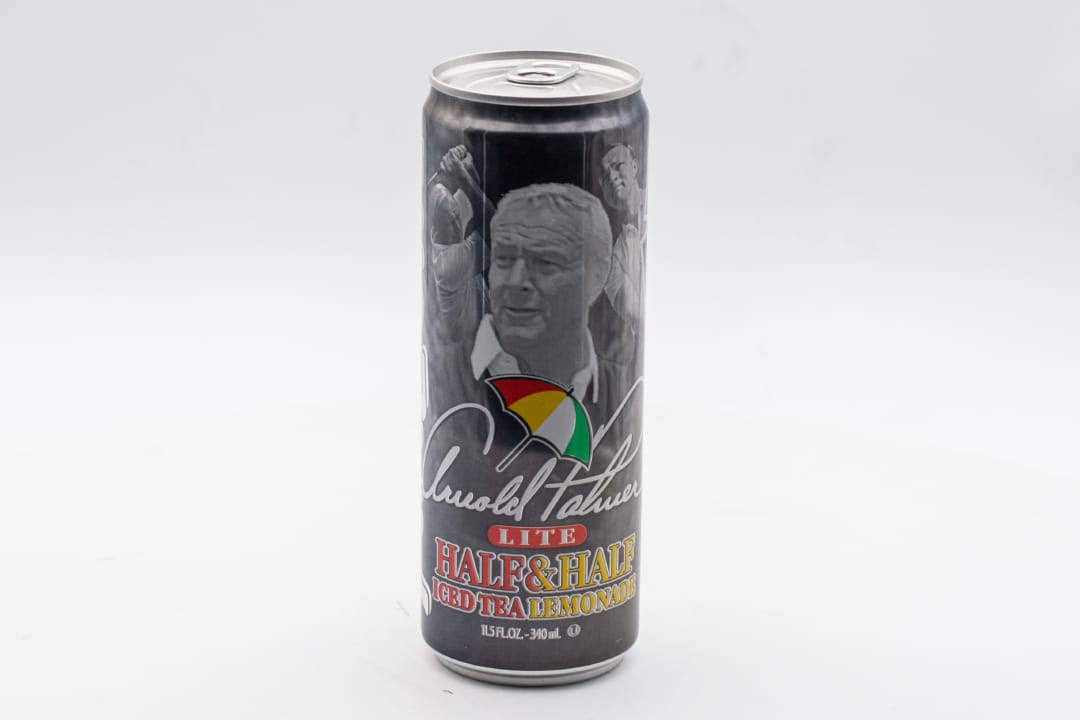 Arnold Palmer
LITE
HALF & HALF
ICED TEA LEMONADE
11.5 FL. OZ. - 340 mL U